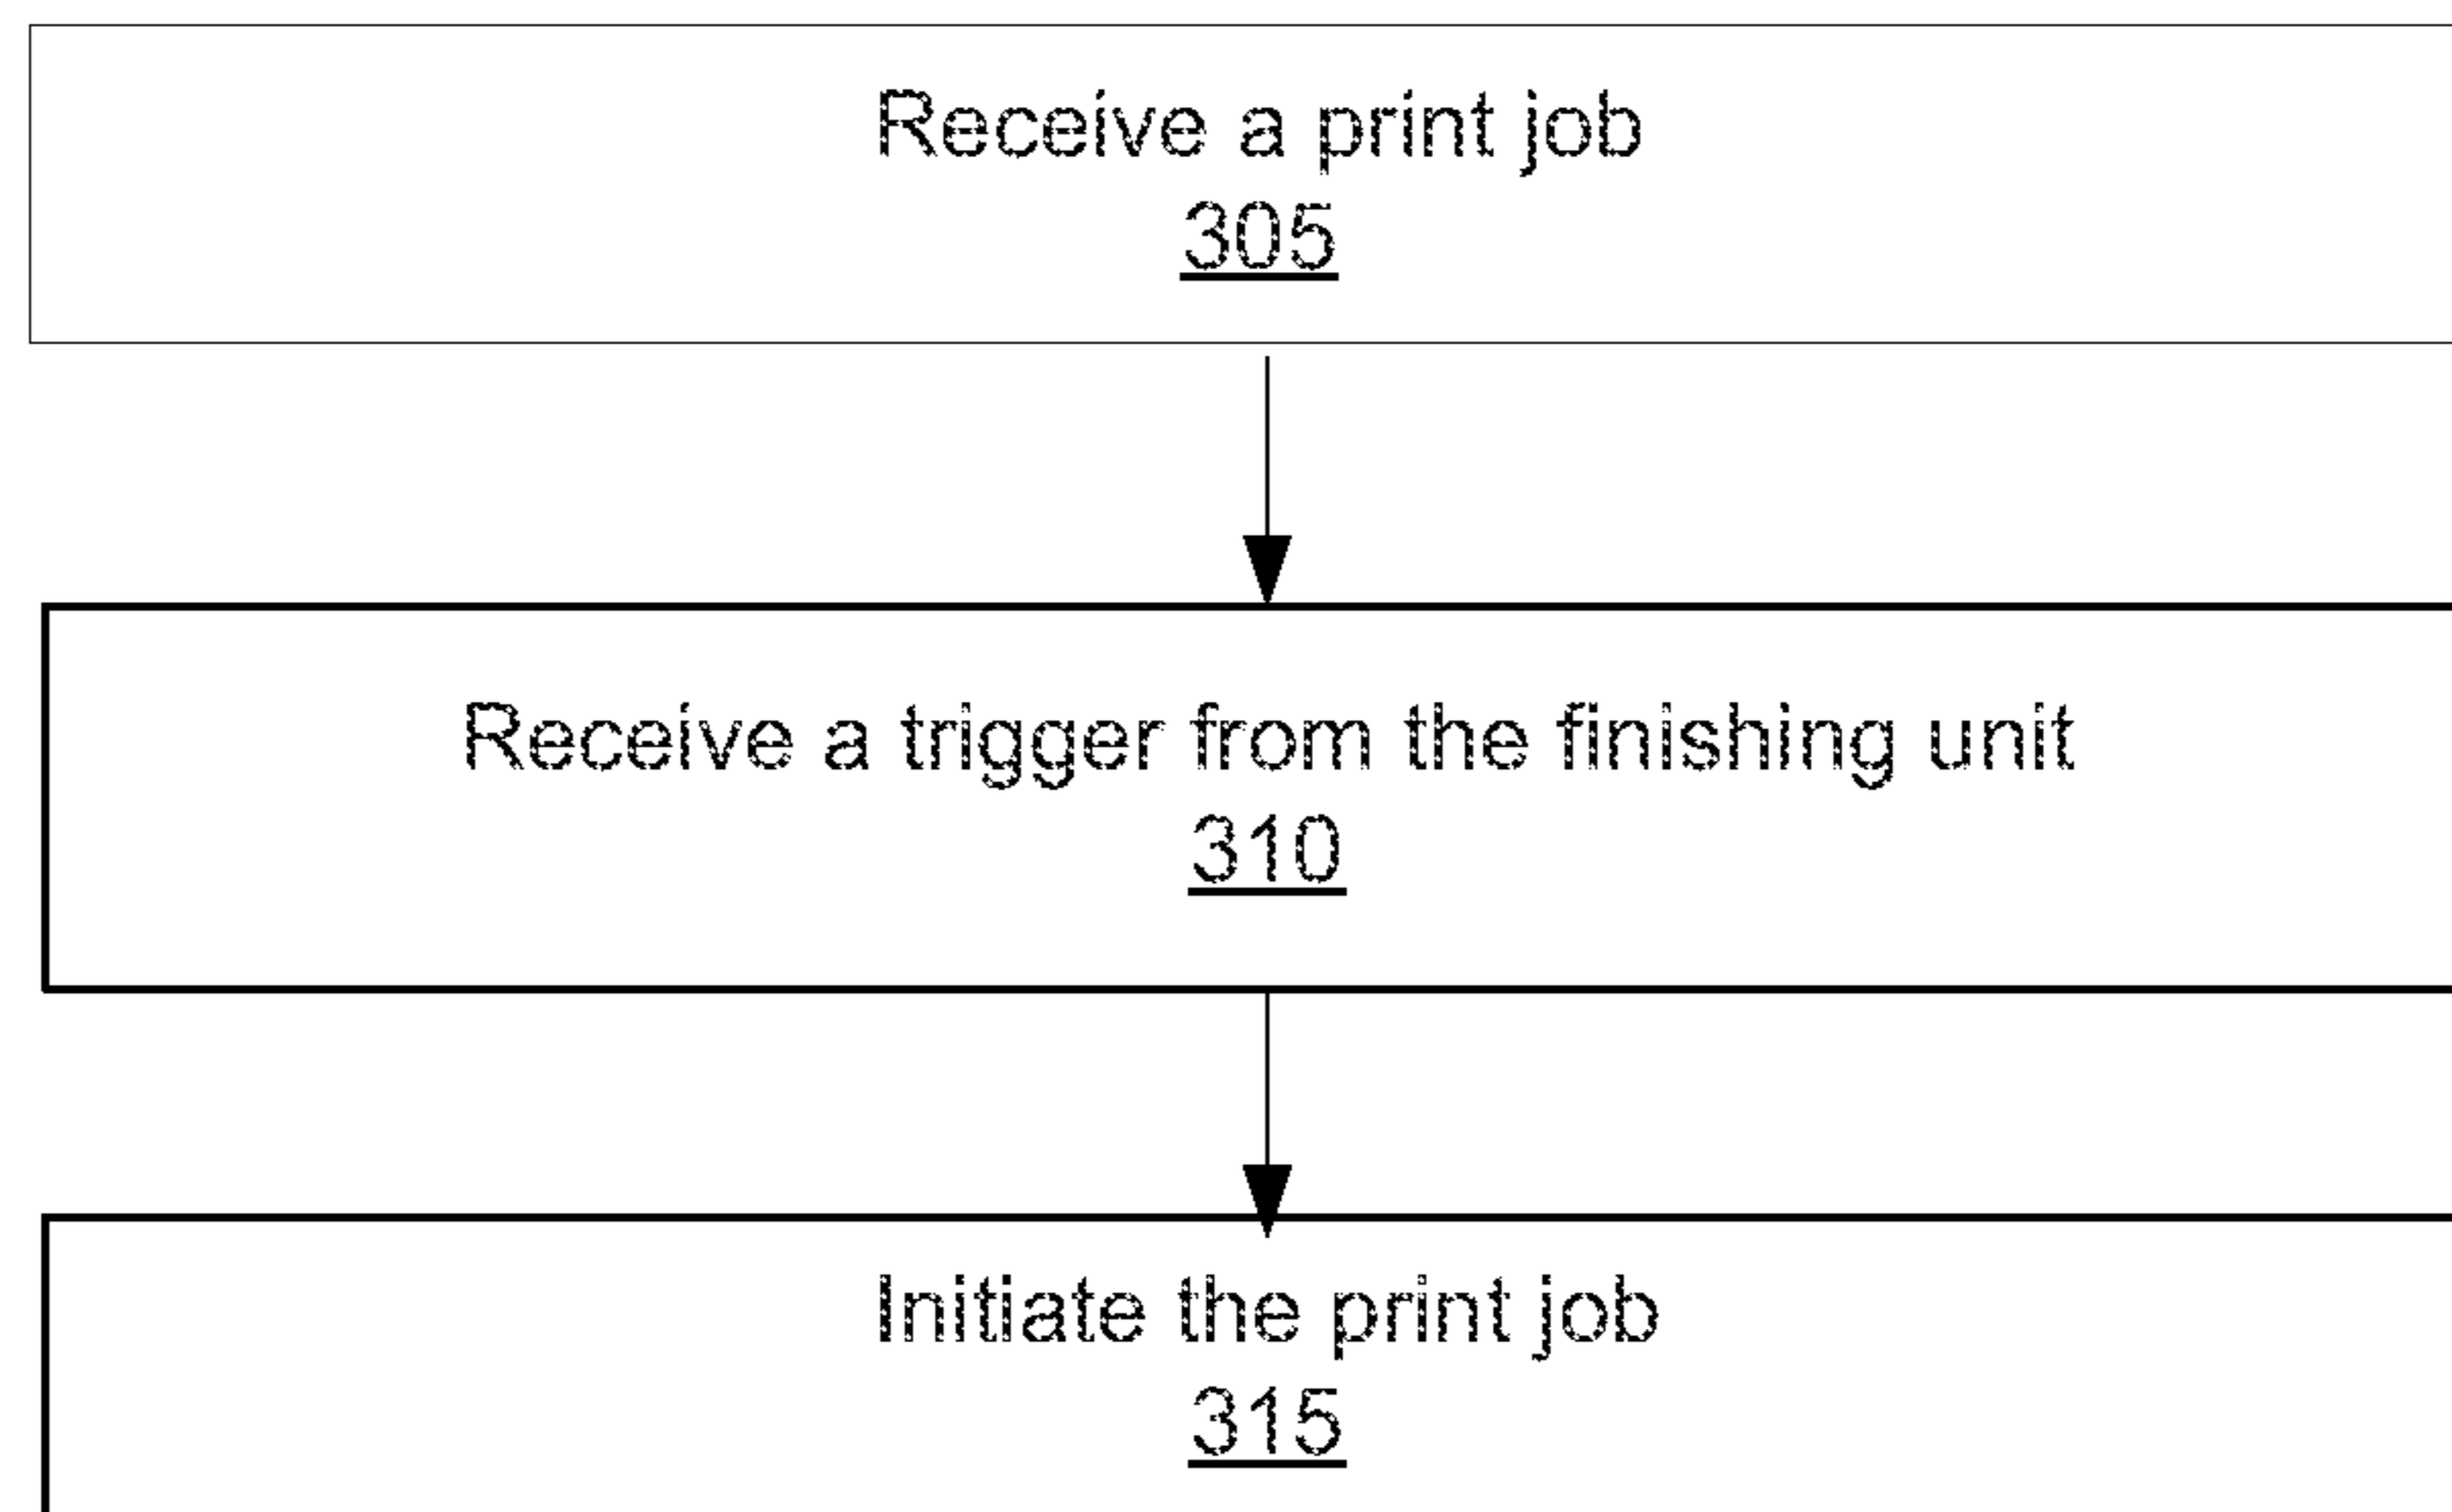 Receive a print job
305
Receive a trigger from the finishing unit
310
Initiate the print job
315